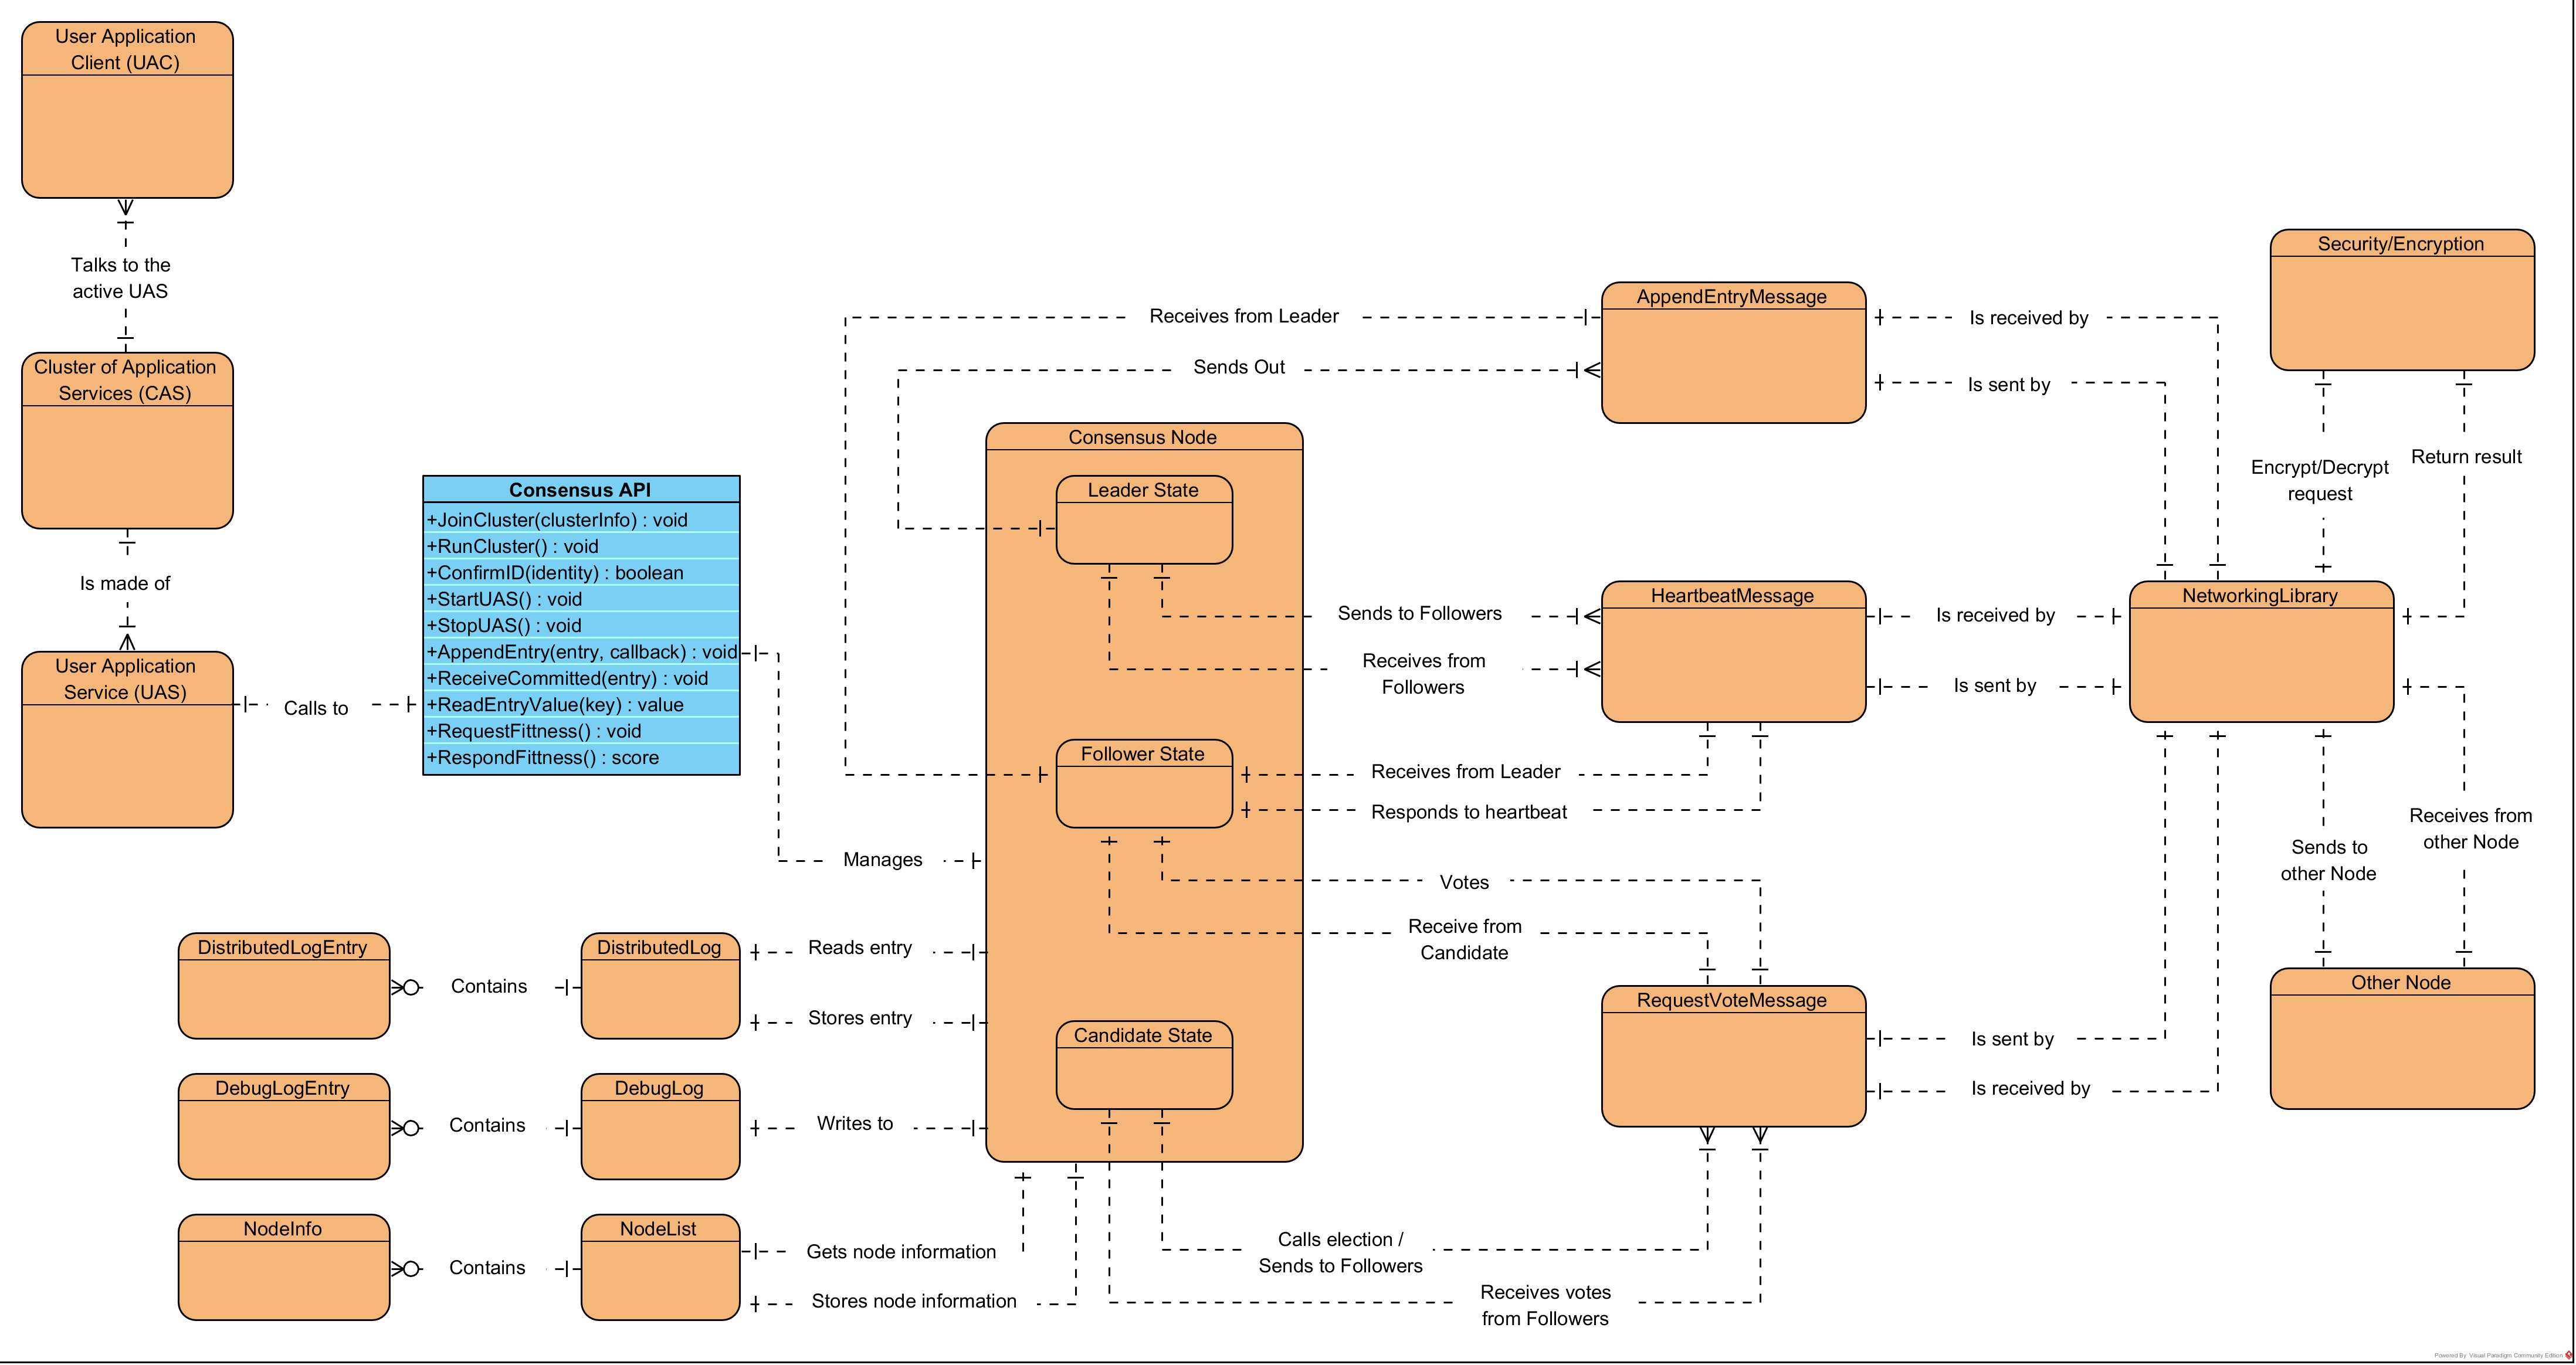 User Application
Client (UAC)
Talks to the
active UAS
Cluster of Application
Services (CAS)
Is made of
User Application
Service (UAS)
Calls to
Consensus API
+JoinCluster(clusterInfo) : void
+RunCluster() : void
+ConfirmID(identity) : boolean
+StartUAS() : void
+StopUAS() : void
+AppendEntry(entry, callback) : void
+ReceiveCommitted(entry) : void
+ReadEntryValue(key) : value
+RequestFittness() : void
+RespondFittness() : score
Manages
DistributedLogEntry
Contains
DistributedLog
Reads entry
Stores entry
DebugLogEntry
Contains
DebugLog
Writes to
NodeInfo
Contains
NodeList
Gets node information
Stores node information
Consensus Node
Leader State
Follower State
Candidate State
Receives from Leader
Sends Out
Sends to Followers
Receives from
Followers
Receives from Leader
Responds to heartbeat
Votes
Receive from
Candidate
Calls election /
Sends to Followers
Receives votes
from Followers
AppendEntryMessage
Is received by
Is sent by
HeartbeatMessage
Is received by
Is sent by
RequestVoteMessage
Is sent by
Is received by
Security/Encryption
Encrypt/Decrypt
request
Return result
NetworkingLibrary
Sends to
other Node
Receives from
other Node
Other Node
Powered By Visual Paradigm Community Edition